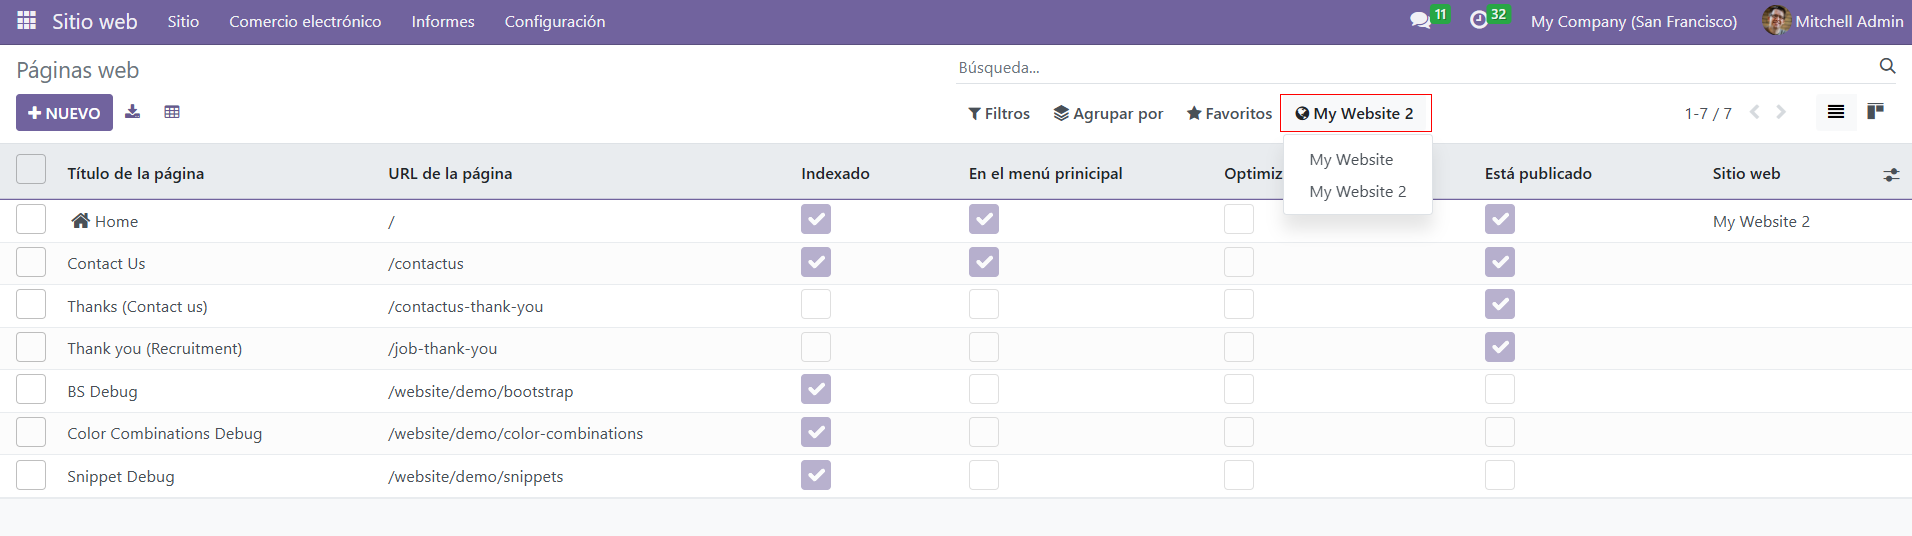 Sitio web Sitio Comercio electrónico Informes Configuración 11 32 My Company (San Francisco) Mitchell Admin
Páginas web Búsqueda...
NUEVO Filtros Agrupar por Favoritos My Website 2 1-7 / 7
My Website
My Website 2
Título de la página URL de la página Indexado En el menú prinicipal Optimiz Está publicado Sitio web
Home / My Website 2
Contact Us /contactus
Thanks (Contact us) /contactus-thank-you
Thank you (Recruitment) /job-thank-you
BS Debug /website/demo/bootstrap
Color Combinations Debug /website/demo/color-combinations
Snippet Debug /website/demo/snippets